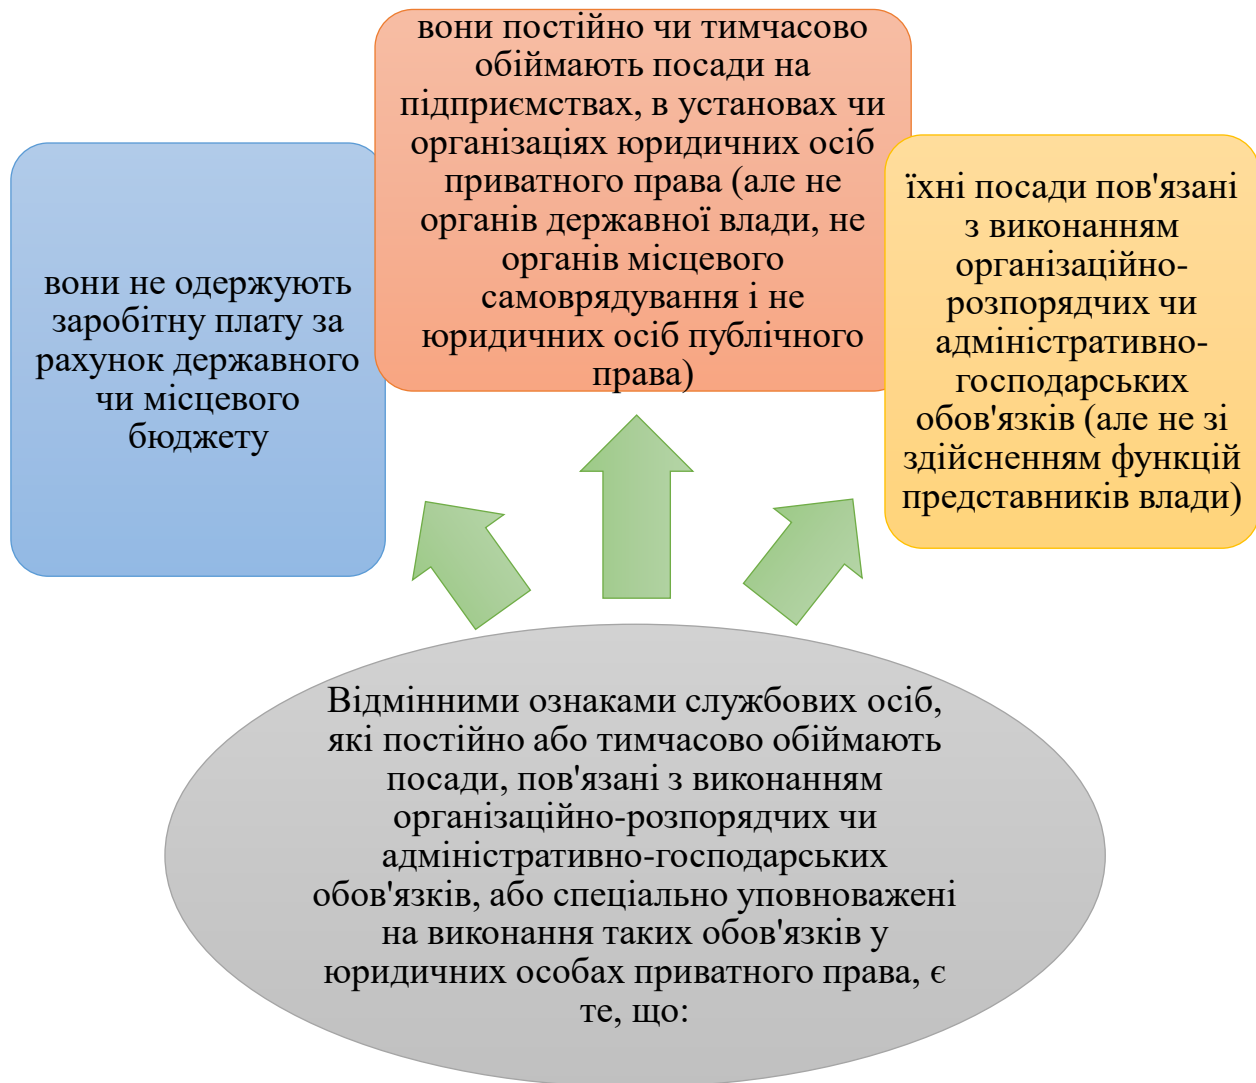 вони не одержують
заробітну плату за
рахунок державного
чи місцевого
бюджету
вони постійно чи тимчасово
обіймають посади на
підприємствах, в установах чи
організаціях юридичних осіб
приватного права (але не
органів державної влади, не
органів місцевого
самоврядування і не
юридичних осіб публічного
права)
їхні посади пов'язані
з виконанням
організаційно-
розпорядчих чи
адміністративно-
господарських
обов'язків (але не зі
здійсненням функцій
представників влади)
Відмінними ознаками службових осіб,
які постійно або тимчасово обіймають
посади, пов'язані з виконанням
організаційно-розпорядчих чи
адміністративно-господарських
обов'язків, або спеціально уповноважені
на виконання таких обов'язків у
юридичних особах приватного права, є
те, що: